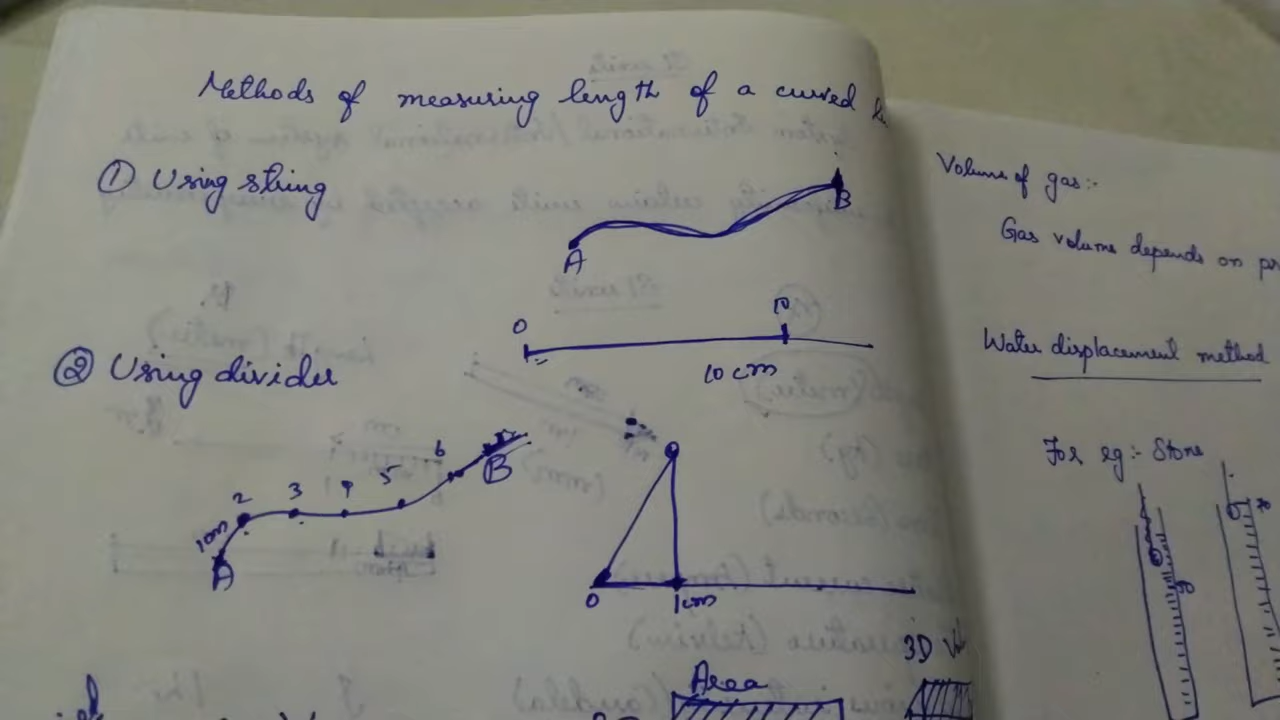 Methods of measuring length of a curved
① Using string
A
B
0
10
10 cm
② Using divider
1cm
2
3
4
5
6
A
B
0
1cm
Area
3D
Volume of gas:-
Gas volume depends on
Water displacement method
For eg:- Stone